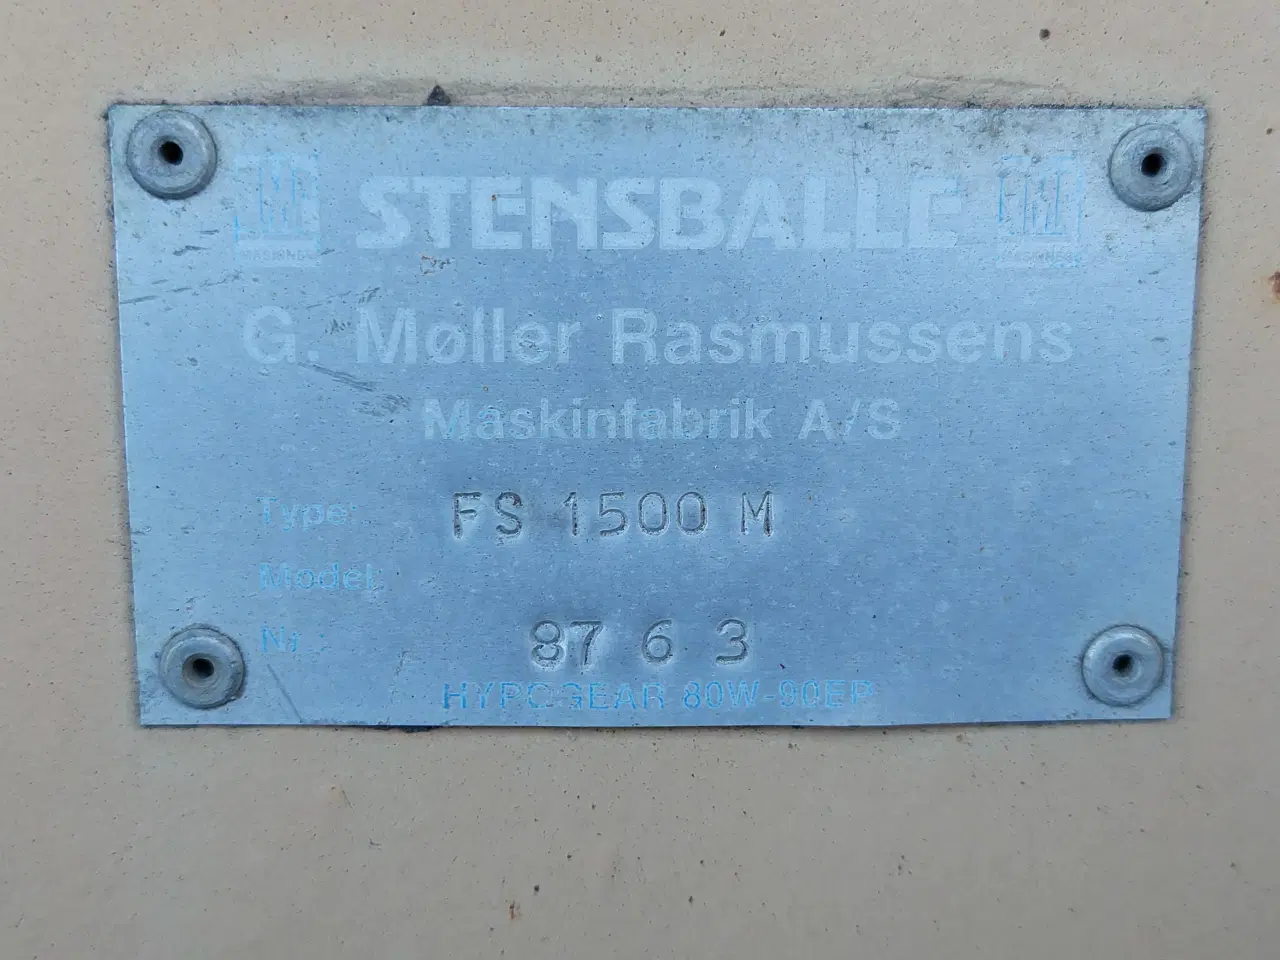 STENSBALLE
G. Møller Rasmussens
Maskinfabrik A/S
Type: FS 1500 M
Model:
Nr.: 87 6 3
HYPOGEAR 80W-90EP